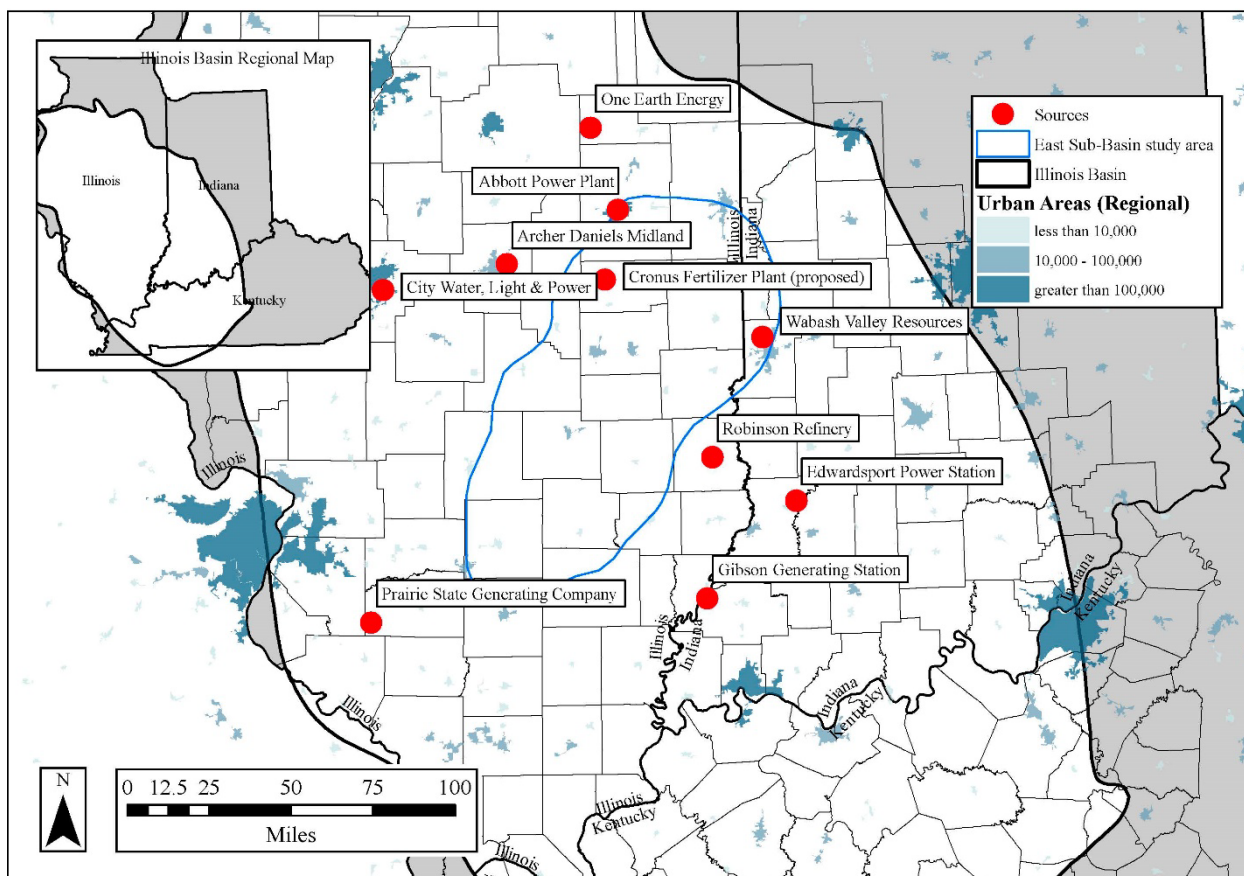 Illinois Basin Regional Map
Illinois
Indiana
Kentucky
One Earth Energy
Abbott Power Plant
Archer Daniels Midland
City Water, Light & Power
Cronus Fertilizer Plant (proposed)
Wabash Valley Resources
Robinson Refinery
Edwardsport Power Station
Gibson Generating Station
Prairie State Generating Company
Sources
East Sub-Basin study area
Illinois Basin
Urban Areas (Regional)
less than 10,000
10,000 - 100,000
greater than 100,000
Illinois
Indiana
Illinois
Illinois
Indiana
Indiana
Kentucky
Indiana
Kentucky
Illinois
Illinois
Kentucky
Illinois
N
0 12.5 25 50 75 100
Miles